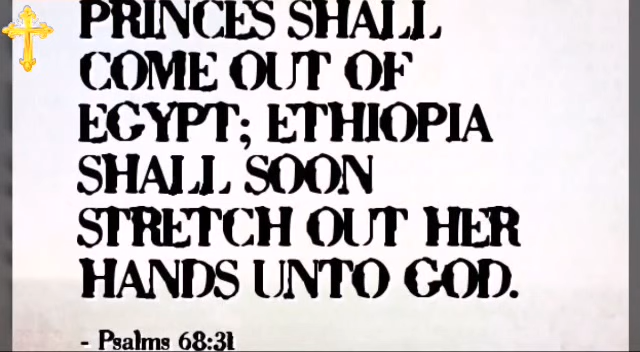 PRINCES SHALL
COME OUT OF
EGYPT; ETHIOPIA
SHALL SOON
STRETCH OUT HER
HANDS UNTO GOD.
- Psalms 68:31